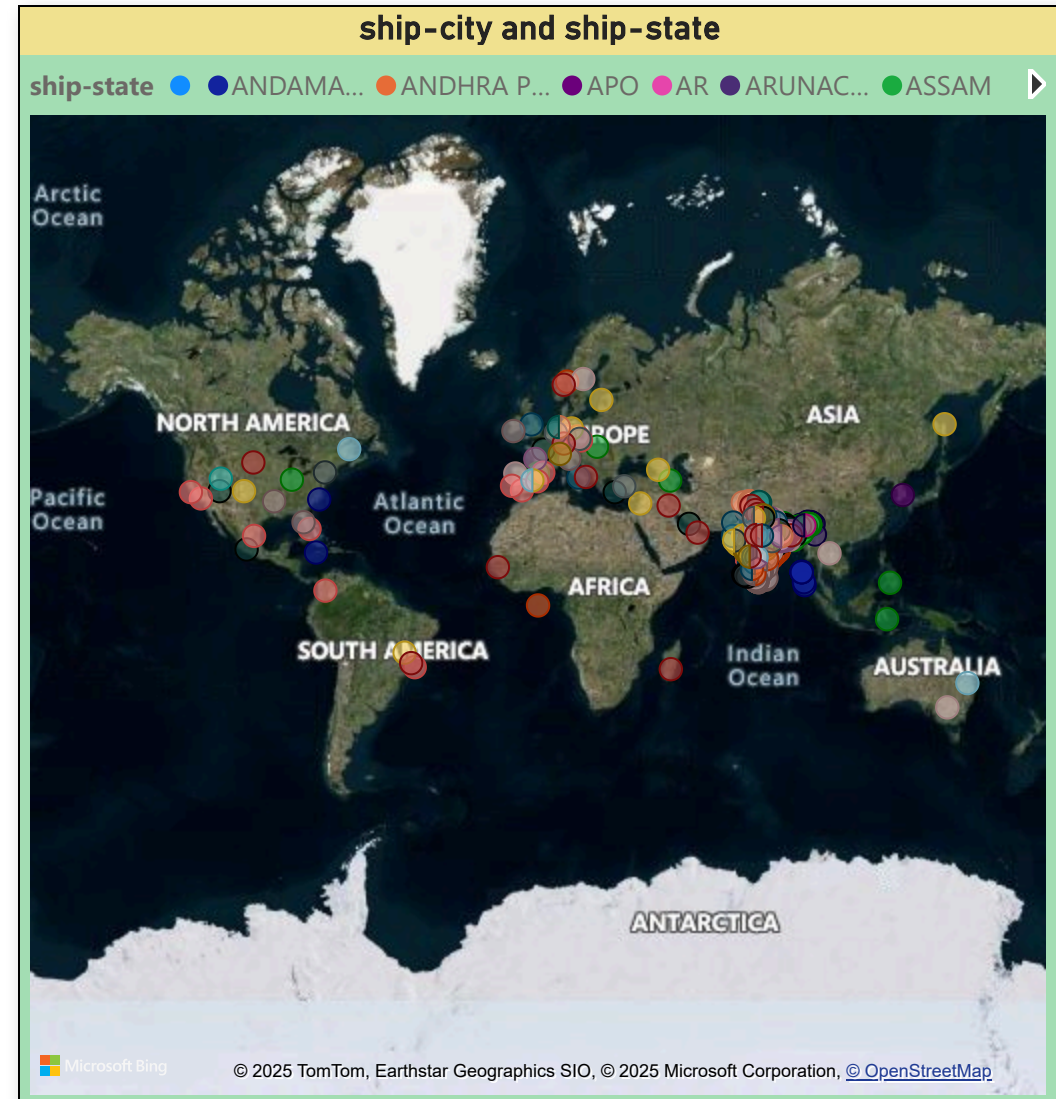 ship-city and ship-state
ship-state ANDAMA... ANDHRA P... APO AR ARUNAC... ASSAM
Arctic
Ocean
NORTH AMERICA
ASIA
Pacific
Ocean
Atlantic
Ocean
AFRICA
SOUTH AMERICA
Indian
Ocean
AUSTRALIA
ANTARCTICA
Microsoft Bing
© 2025 TomTom, Earthstar Geographics SIO, © 2025 Microsoft Corporation, © OpenStreetMap